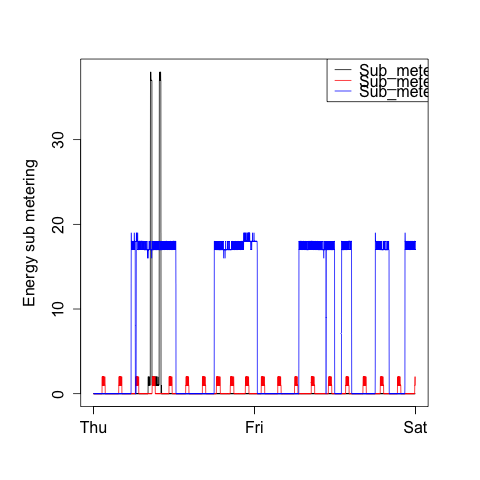 Sub_mete
Sub_mete
Sub_mete
Energy sub metering
30
20
10
0
Thu
Fri
Sat